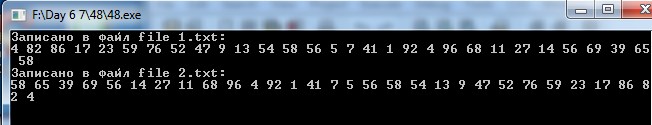 F:\Day 6 7\48\48.exe
Записано в файл file 1.txt:
4 82 86 17 23 59 76 52 47 9 13 54 58 56 5 7 41 1 92 4 96 68 11 27 14 56 69 39 65
58
Записано в файл file 2.txt:
58 65 39 69 56 14 27 11 68 96 4 92 1 41 7 5 56 58 54 13 9 47 52 76 59 23 17 86 8
2 4